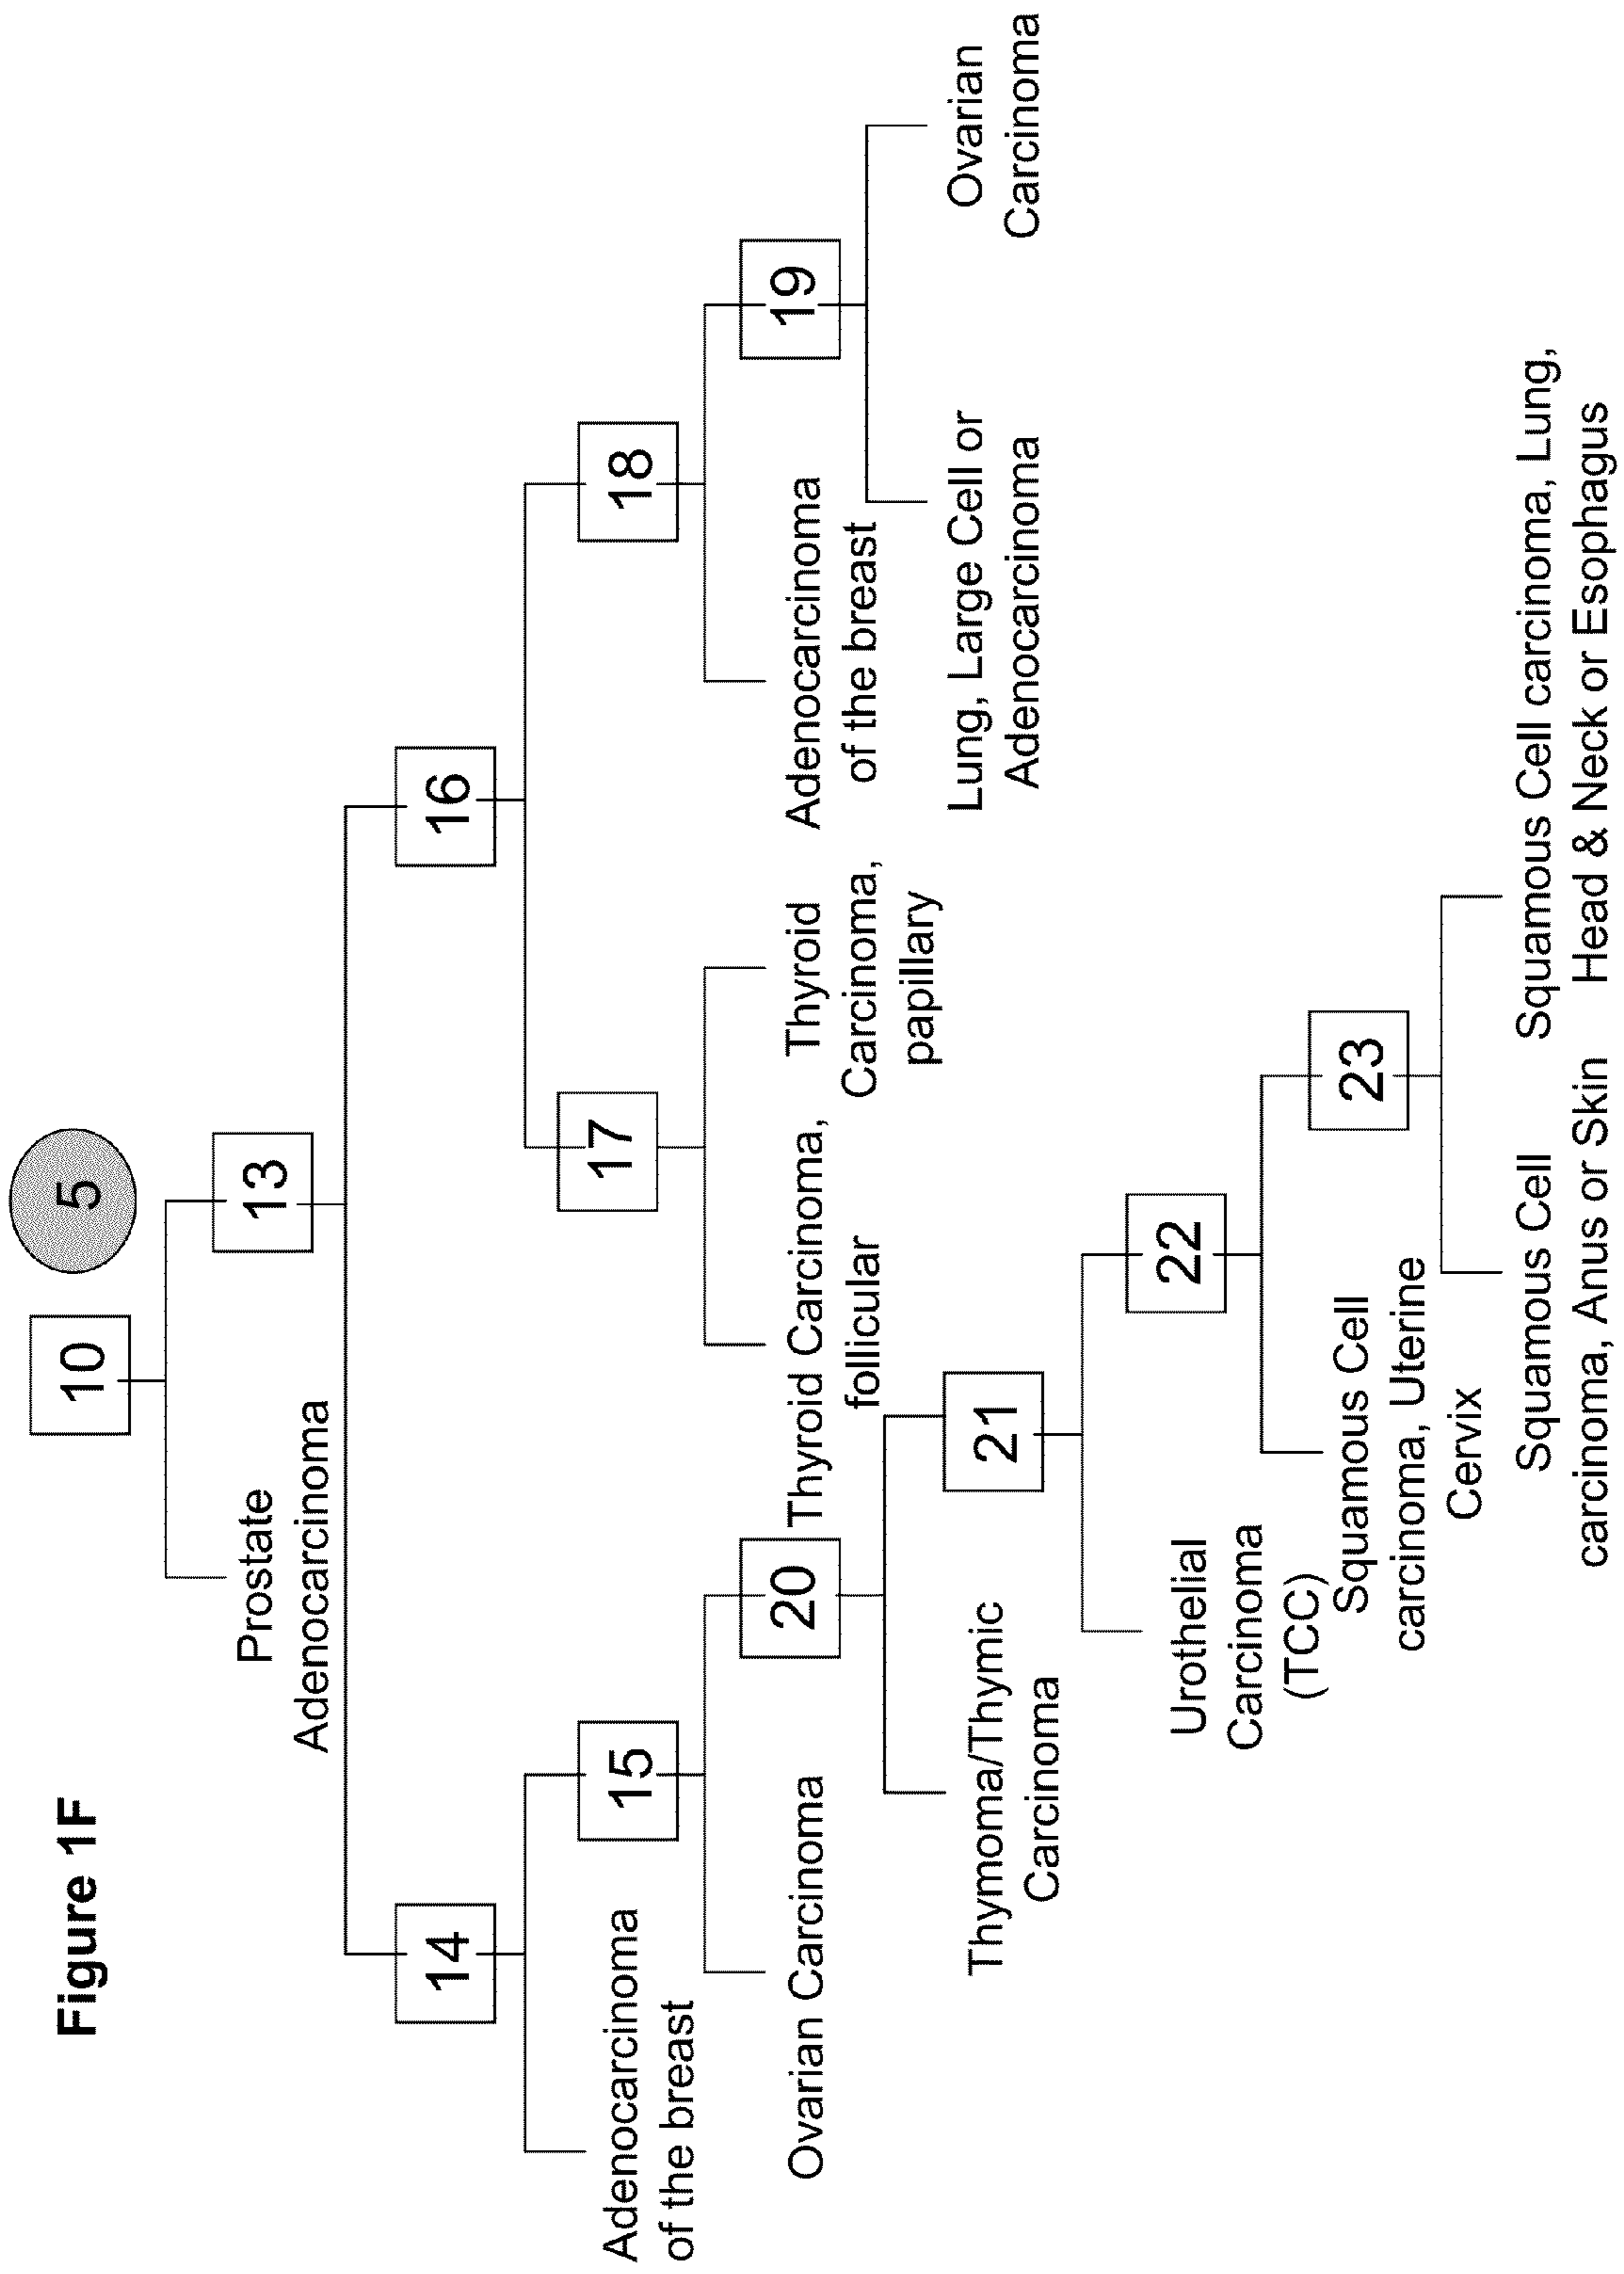 Figure 1F
5
10
Prostate
Adenocarcinoma
13
14
16
Adenocarcinoma
of the breast
15
17
18
Ovarian Carcinoma
20
Thyroid Carcinoma,
follicular
Thyroid
Carcinoma,
papillary
Adenocarcinoma
of the breast
19
Thymoma/Thymic
Carcinoma
21
Lung, Large Cell or
Adenocarcinoma
Ovarian
Carcinoma
Urothelial
Carcinoma
(TCC)
22
Squamous Cell
carcinoma, Uterine
Cervix
23
Squamous Cell
carcinoma, Anus or Skin
Squamous Cell carcinoma, Lung,
Head & Neck or Esophagus